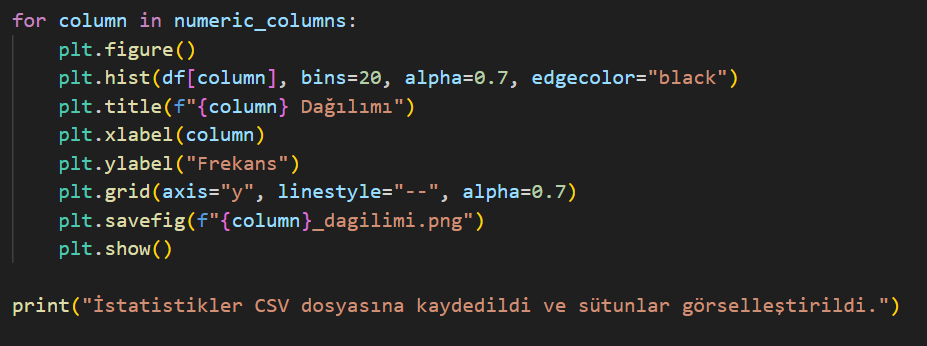 for column in numeric_columns:
    plt.figure()
    plt.hist(df[column], bins=20, alpha=0.7, edgecolor="black")
    plt.title(f"{column} Dağılımı")
    plt.xlabel(column)
    plt.ylabel("Frekans")
    plt.grid(axis="y", linestyle="--", alpha=0.7)
    plt.savefig(f"{column}_dagilimi.png")
    plt.show()
print("İstatistikler CSV dosyasına kaydedildi ve sütunlar görselleştirildi.")